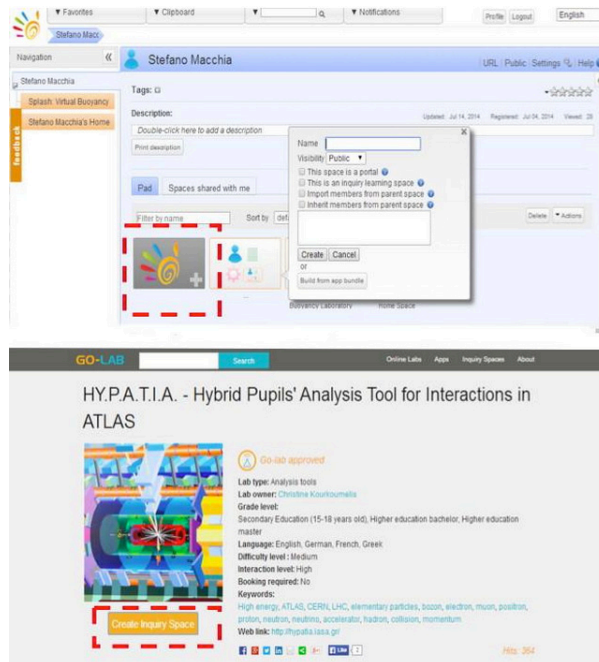 ▼ Favorites ▼ Clipboard ▼ ▼ Notifications Profile Logout English
Stefano Macc
Navigation « Stefano Macchia URL Public Settings Help
Stefano Macchia
Tags:
Splash: Virtual Buoyancy
Description: Updated: Jul 14, 2014 Registered: Jul 04, 2014 Viewed: 28
Stefano Macchia's Home
Double-click here to add a description
feedback
Print description
Name
Visibility Public ▼
This space is a portal
This is an inquiry learning space
Import members from parent space
Inherit members from parent space
Pad Spaces shared with me
Filter by name Sort by Delete ▼ Actions
Create Cancel
or
Build from app bundle
Buoyancy Laboratory Home Space
GO-LAB Search Online Labs Apps Inquiry Spaces About
HY.P.A.T.I.A. - Hybrid Pupils' Analysis Tool for Interactions in
ATLAS
Go-lab approved
Lab type: Analysis tools
Lab owner: Christine Kourkoumelis
Grade level:
Secondary Education (15-18 years old), Higher education bachelor, Higher education
master
Language: English, German, French, Greek
Difficulty level : Medium
Interaction level: High
Booking required: No
Keywords:
High energy, ATLAS, CERN, LHC, elementary particles, bozon, electron, muon, positron,
proton, neutron, neutrino, accelerator, hadron, collision, momentum
Web link: http://hypatia.iasa.gr/
Create Inquiry Space
Like 2
Hits: 364